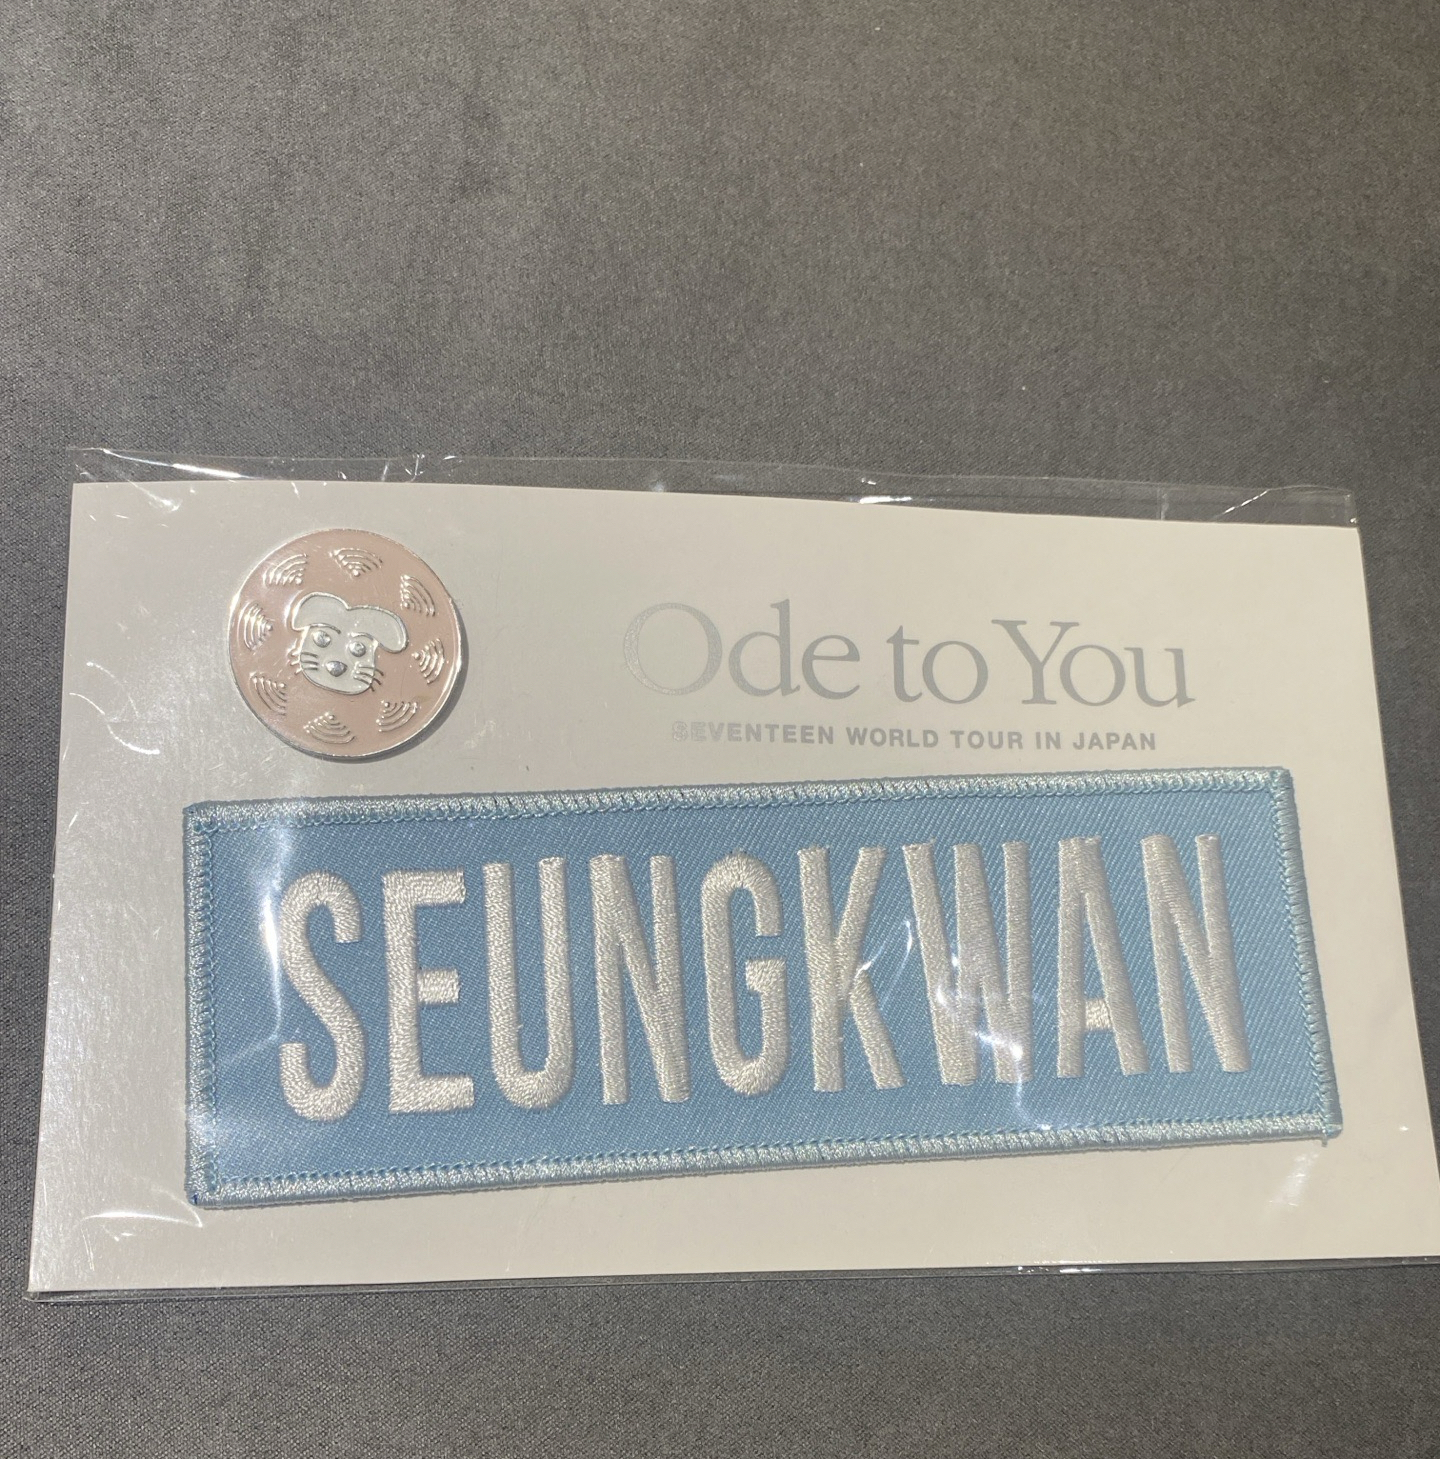 Ode to You
SEVENTEEN WORLD TOUR IN JAPAN
SEUNGKWAN